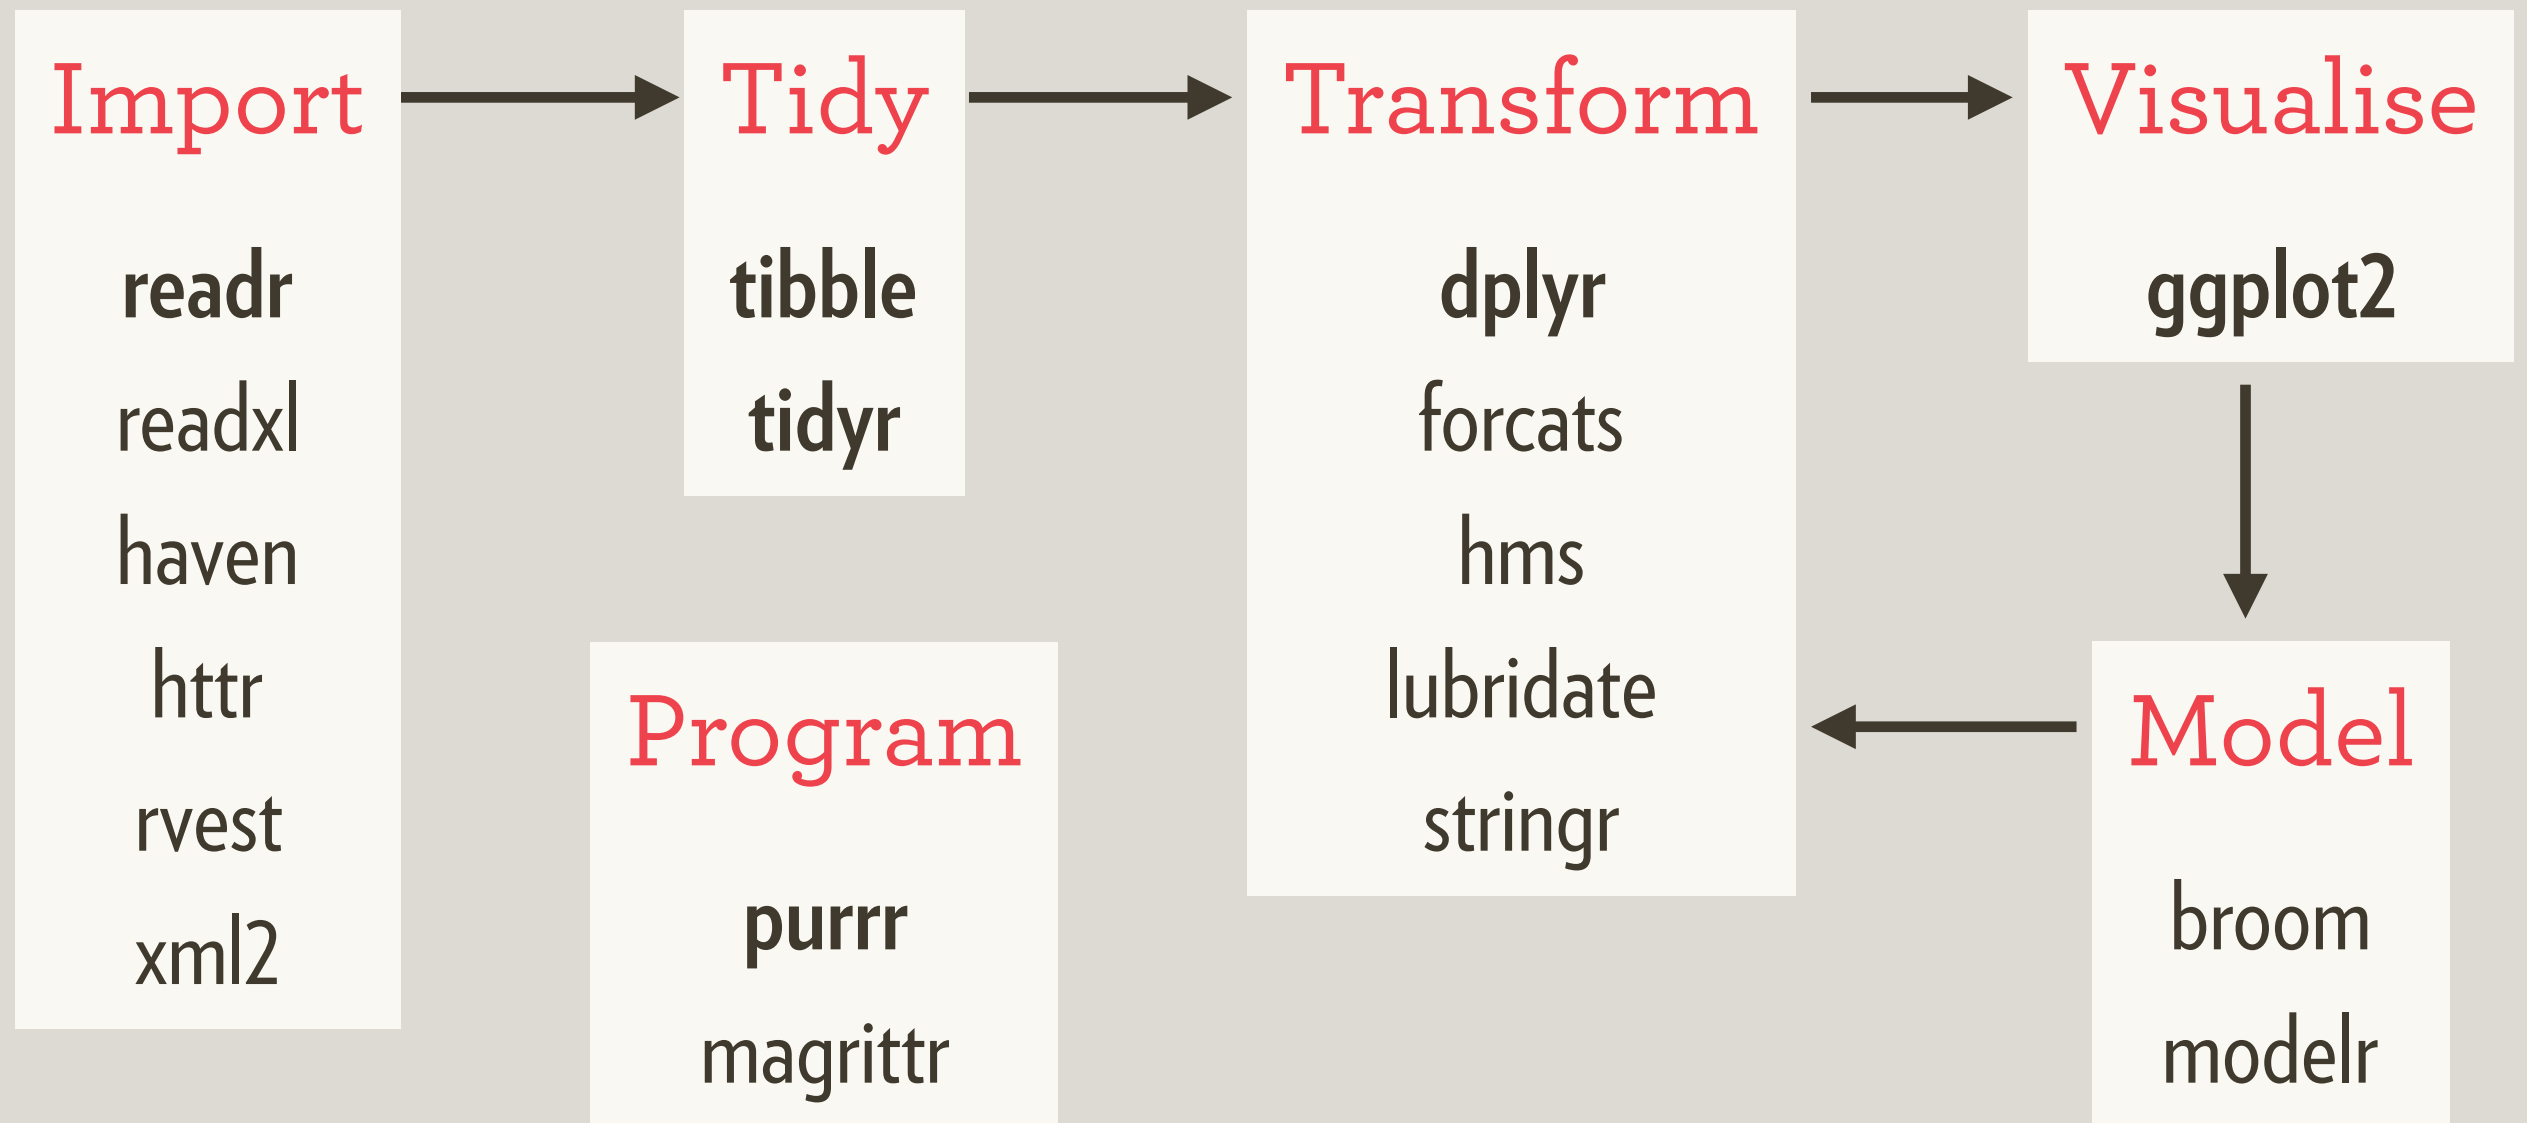 Import
readr
readxl
haven
httr
rvest
xml2
Tidy
tibble
tidyr
Program
purrr
magrittr
Transform
dplyr
forcats
hms
lubridate
stringr
Visualise
ggplot2
Model
broom
modelr